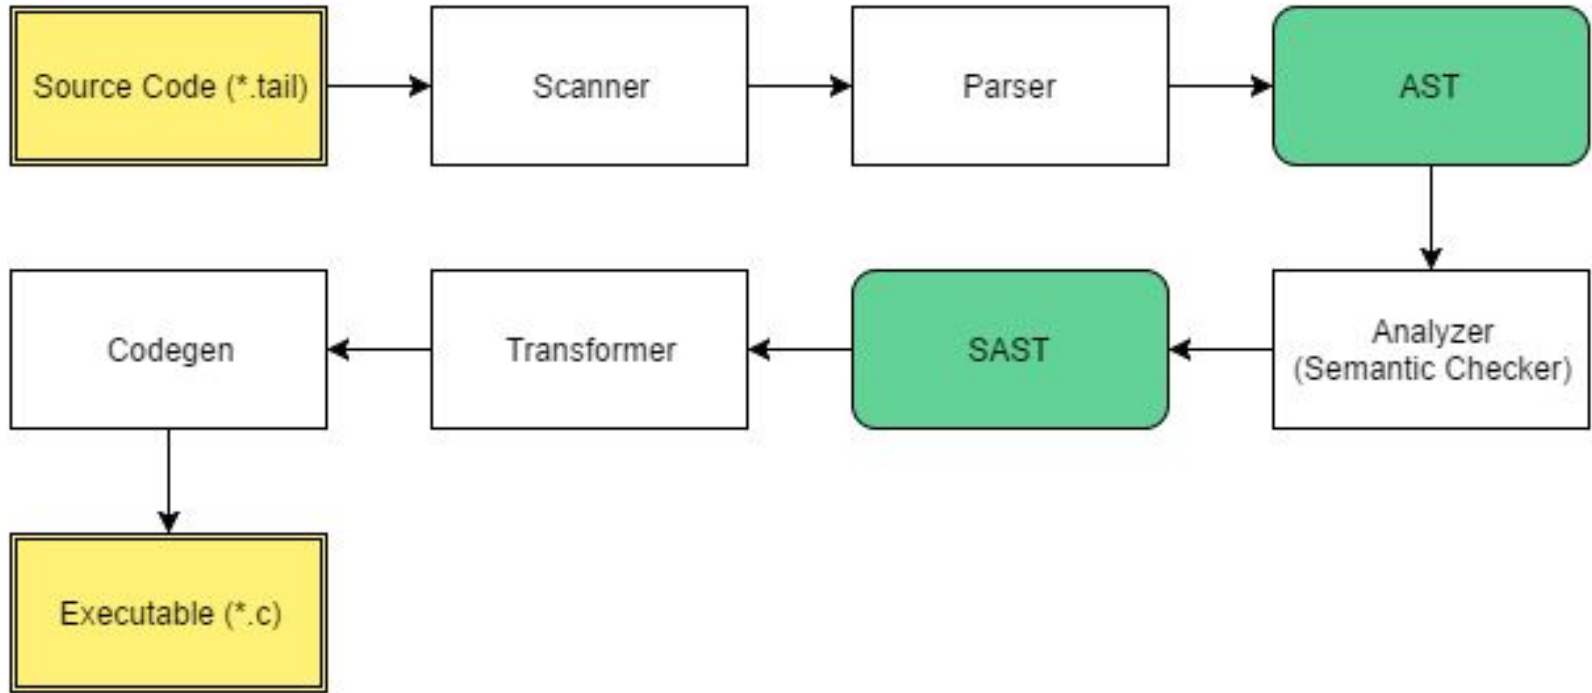 Source Code (*.tail)
Scanner
Parser
AST
Codegen
Transformer
SAST
Analyzer
(Semantic Checker)
Executable (*.c)